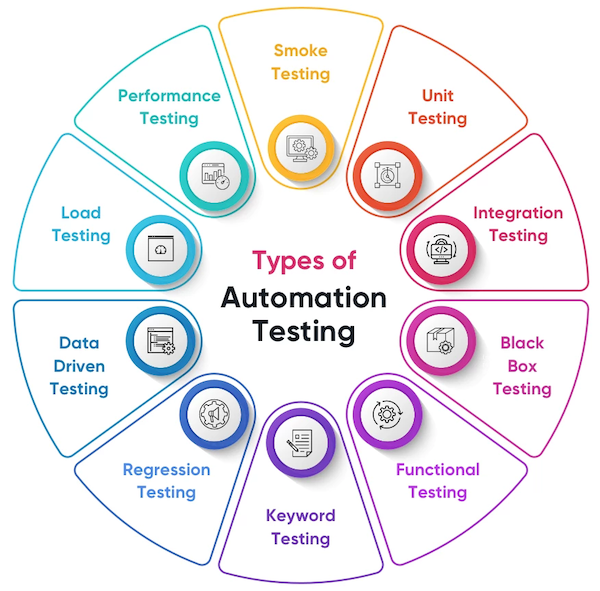 Types of
Automation
Testing
Smoke
Testing
Unit
Testing
Integration
Testing
Black
Box
Testing
Functional
Testing
Keyword
Testing
Regression
Testing
Data
Driven
Testing
Load
Testing
Performance
Testing